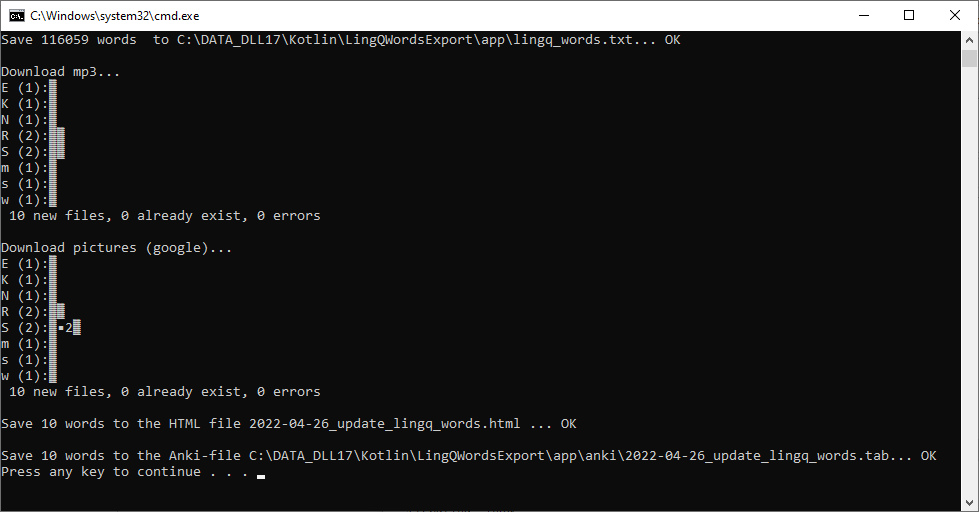 C:\Windows\system32\cmd.exe
Save 116059 words  to C:\DATA_DLL17\Kotlin\LingQWordsExport\app\lingq_words.txt... OK
Download mp3...
E (1):▒
K (1):▒
N (1):▒
R (2):▒▒
S (2):▒▒
m (1):▒
s (1):▒
w (1):▒
10 new files, 0 already exist, 0 errors
Download pictures (google)...
E (1):▒
K (1):▒
N (1):▒
R (2):▒▒
S (2):▒▪2▒
m (1):▒
s (1):▒
w (1):▒
10 new files, 0 already exist, 0 errors
Save 10 words to the HTML file 2022-04-26_update_lingq_words.html ... OK
Save 10 words to the Anki-file C:\DATA_DLL17\Kotlin\LingQWordsExport\app\anki\2022-04-26_update_lingq_words.tab... OK
Press any key to continue . . .